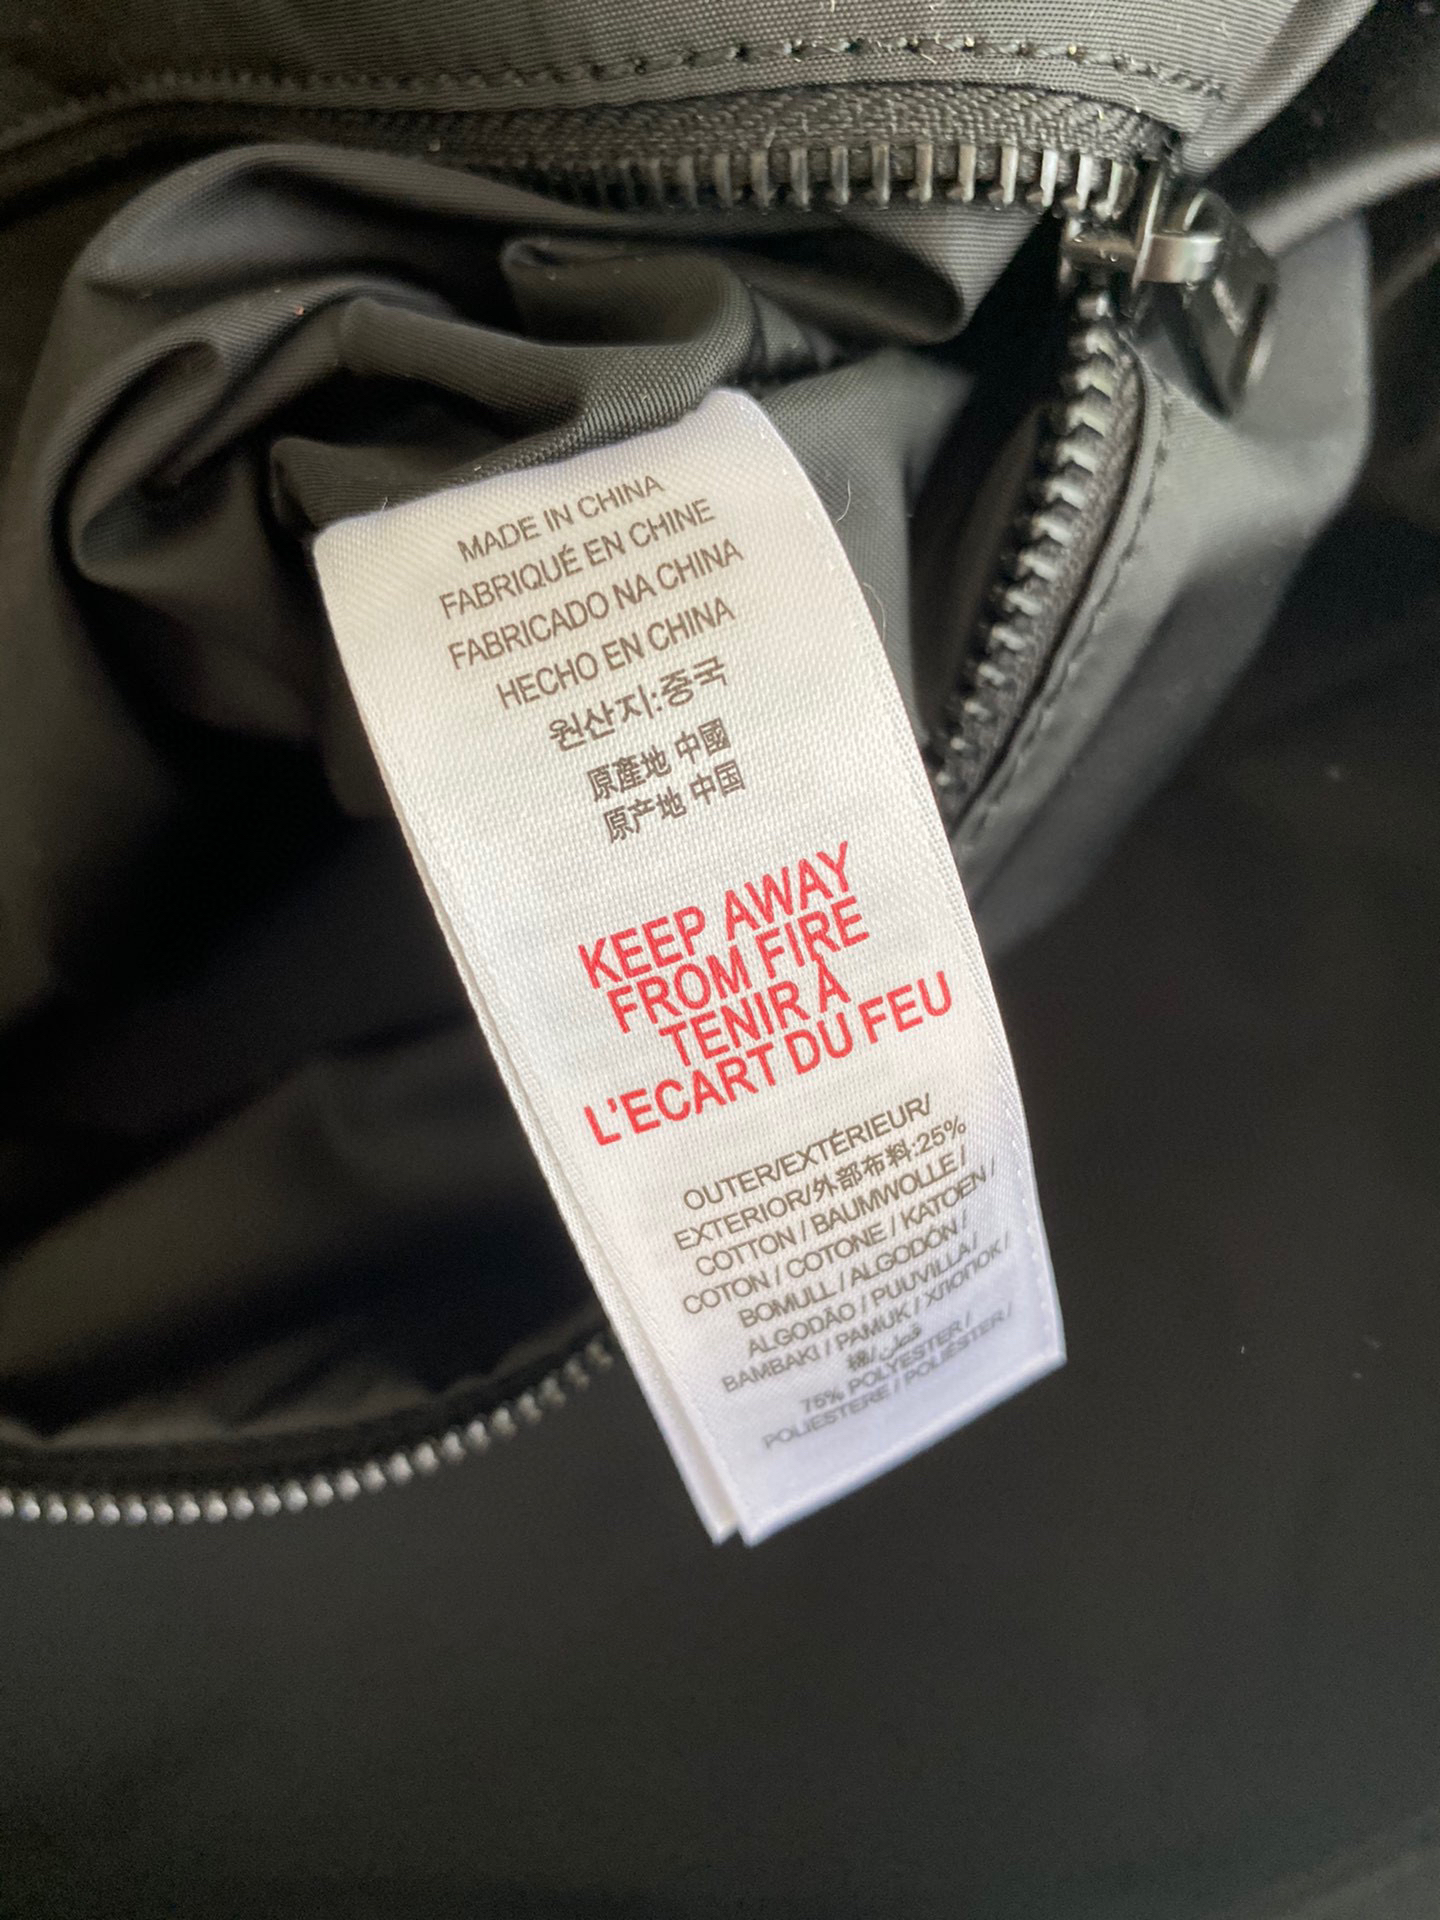 MADE IN CHINA
FABRIQUÉ EN CHINE
FABRICADO NA CHINA
HECHO EN CHINA
원산지:중국
原產地 中國
原产地 中国
KEEP AWAY
FROM FIRE
TENIR À
L'ECART DU FEU
OUTER/EXTÉRIEUR/
EXTERIOR/外部布料:25%
COTTON / BAUMWOLLE /
COTON / COTONE / KATOEN /
BOMULL / ALGODÓN /
ALGODÃO / PUUVILLA /
BAMBAKI / PAMUK / ХЛОПОК /
棉/قطن
75% POLYESTER /
POLIESTERE / POLIÉSTER /